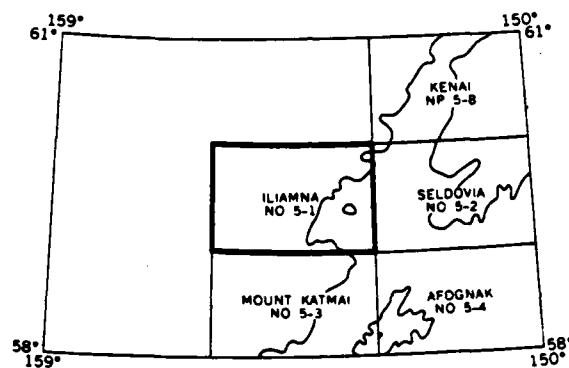 159°
150°
61°
61°
KENAI
NP 5-8
ILIAMNA
NO 5-1
SELDOVIA
NO 5-2
MOUNT KATMAI
NO 5-3
AFOGNAK
NO 5-4
58°
58°
159°
150°